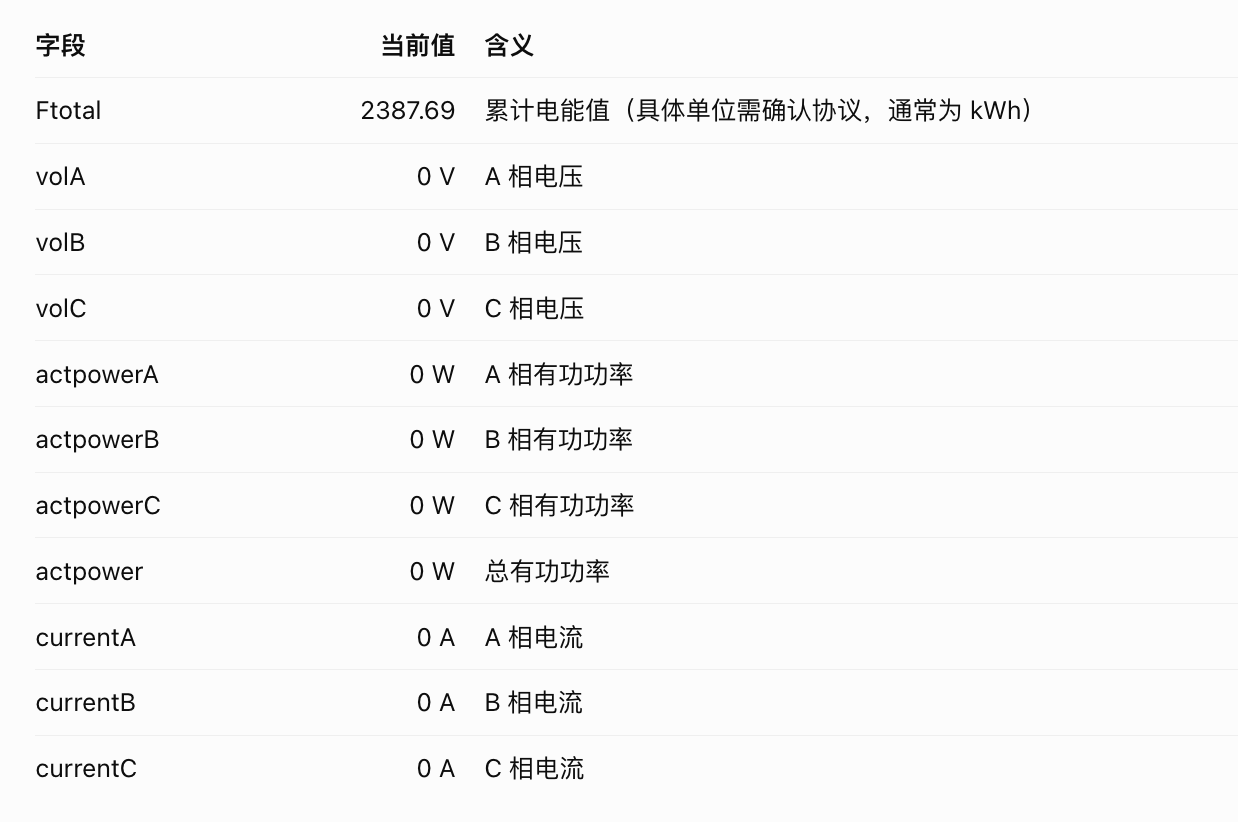 字段 当前值 含义
Ftotal 2387.69 累计电能值（具体单位需确认协议，通常为 kWh）
volA 0 V A 相电压
volB 0 V B 相电压
volC 0 V C 相电压
actpowerA 0 W A 相有功功率
actpowerB 0 W B 相有功功率
actpowerC 0 W C 相有功功率
actpower 0 W 总有功功率
currentA 0 A A 相电流
currentB 0 A B 相电流
currentC 0 A C 相电流